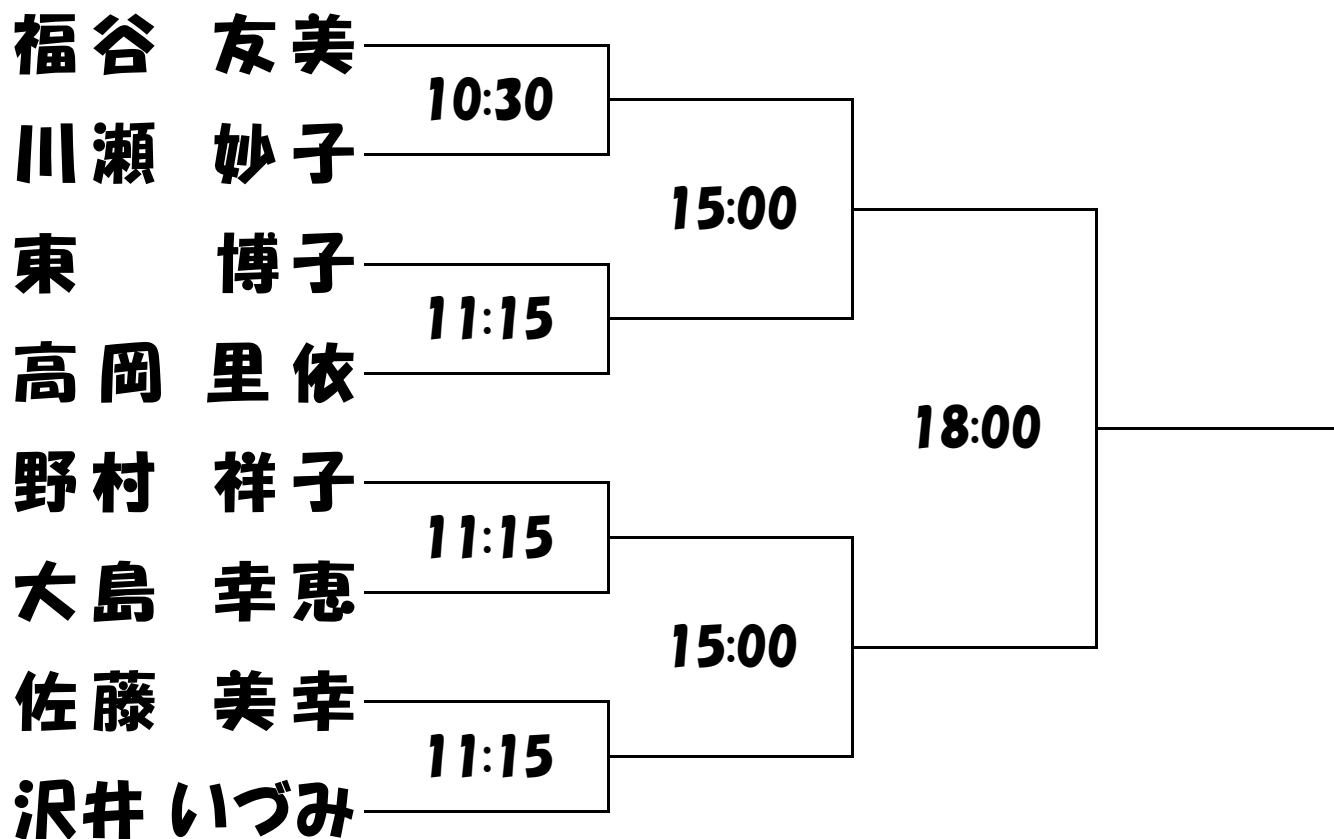 福谷 友美
10:30
川瀬 妙子
15:00
東 博子
11:15
高岡 里依
18:00
野村 祥子
11:15
大島 幸恵
15:00
佐藤 美幸
11:15
沢井 いづみ